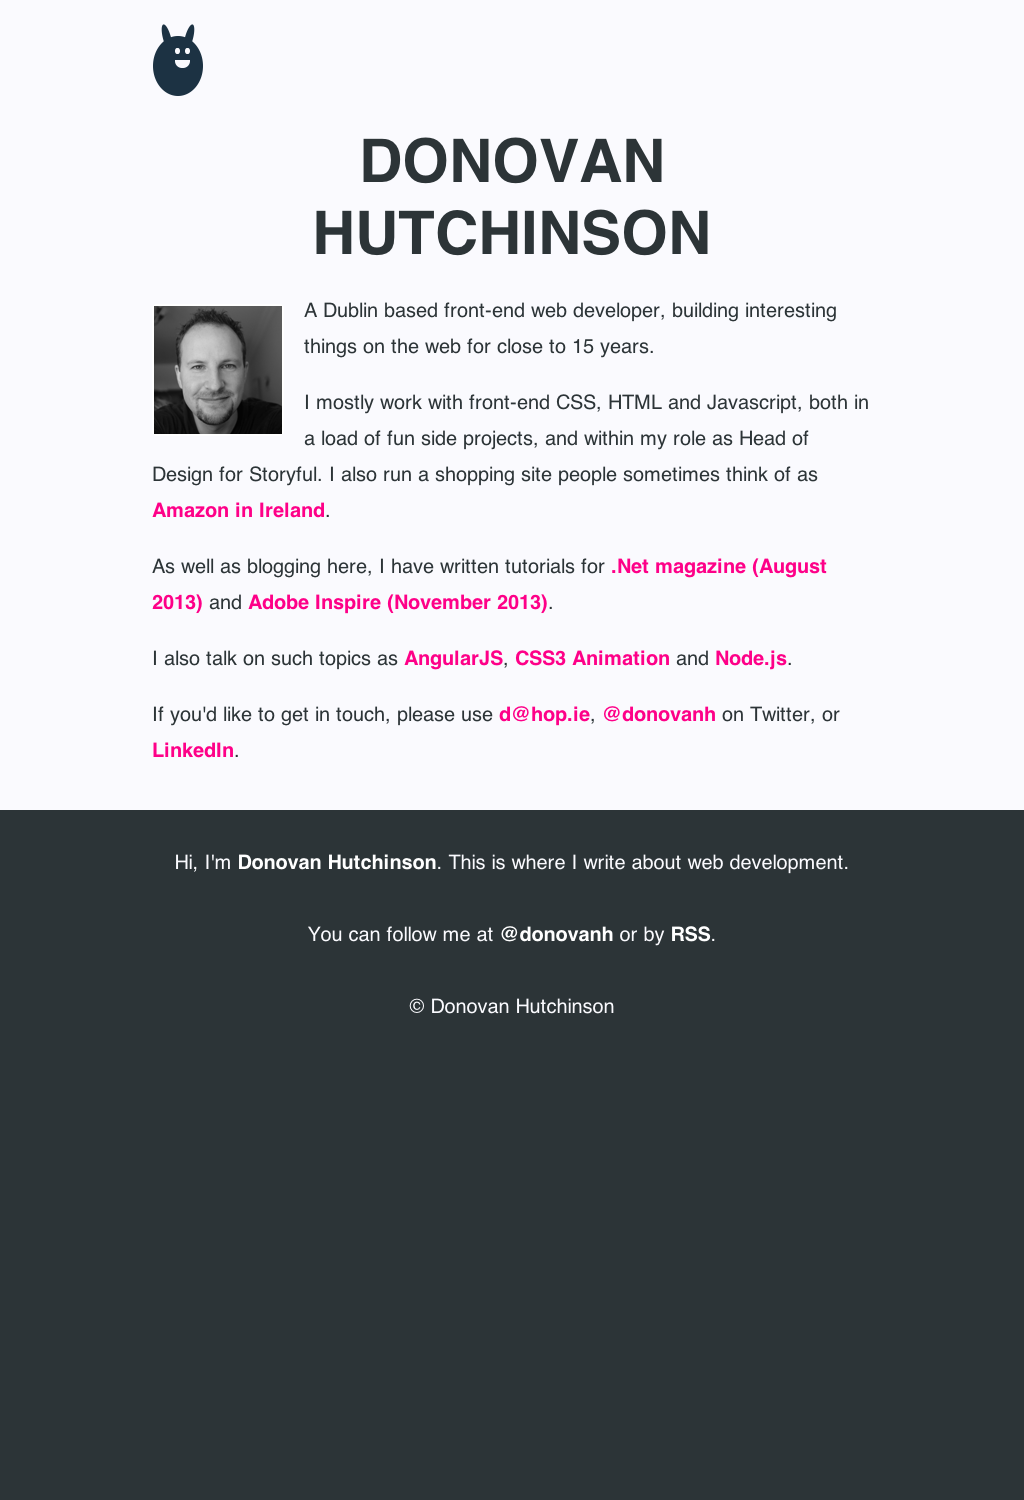 DONOVAN
HUTCHINSON
A Dublin based front-end web developer, building interesting
things on the web for close to 15 years.
I mostly work with front-end CSS, HTML and Javascript, both in
a load of fun side projects, and within my role as Head of
Design for Storyful. I also run a shopping site people sometimes think of as
Amazon in Ireland.
As well as blogging here, I have written tutorials for .Net magazine (August
2013) and Adobe Inspire (November 2013).
I also talk on such topics as AngularJS, CSS3 Animation and Node.js.
If you'd like to get in touch, please use d@hop.ie, @donovanh on Twitter, or
LinkedIn.
Hi, I'm Donovan Hutchinson. This is where I write about web development.
You can follow me at @donovanh or by RSS.
© Donovan Hutchinson